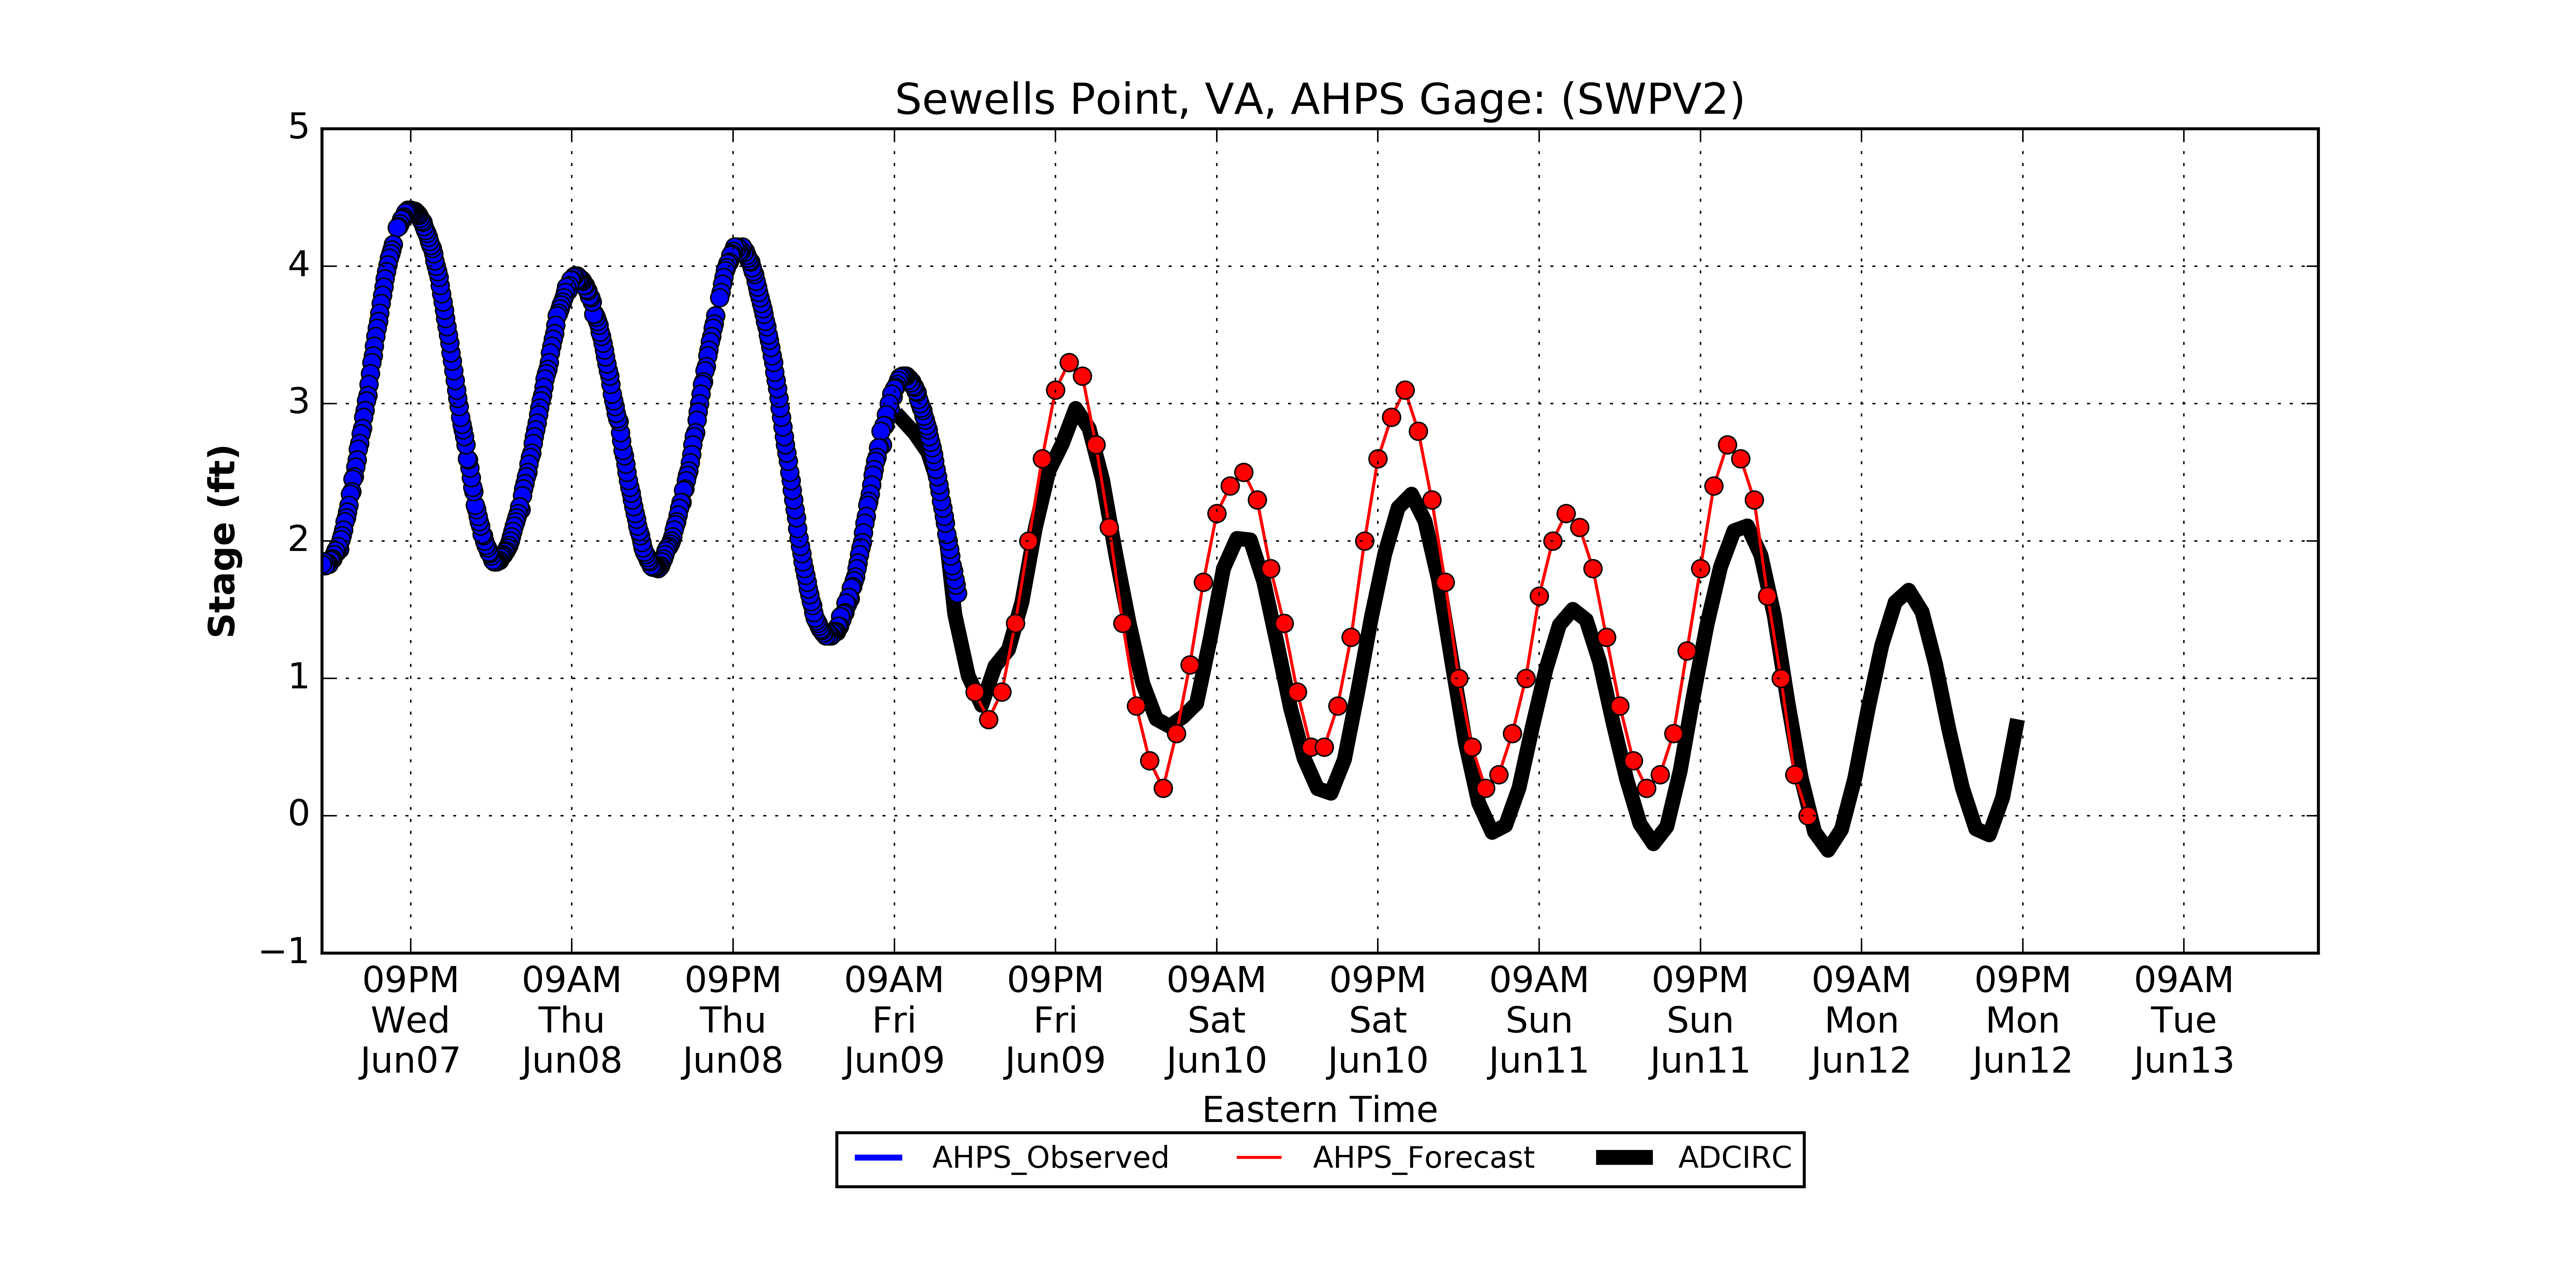 Sewells Point, VA, AHPS Gage: (SWPV2)
5
4
3
2
1
0
−1
Stage (ft)
09PM Wed Jun07
09AM Thu Jun08
09PM Thu Jun08
09AM Fri Jun09
09PM Fri Jun09
09AM Sat Jun10
09PM Sat Jun10
09AM Sun Jun11
09PM Sun Jun11
09AM Mon Jun12
09PM Mon Jun12
09AM Tue Jun13
Eastern Time
AHPS_Observed AHPS_Forecast ADCIRC